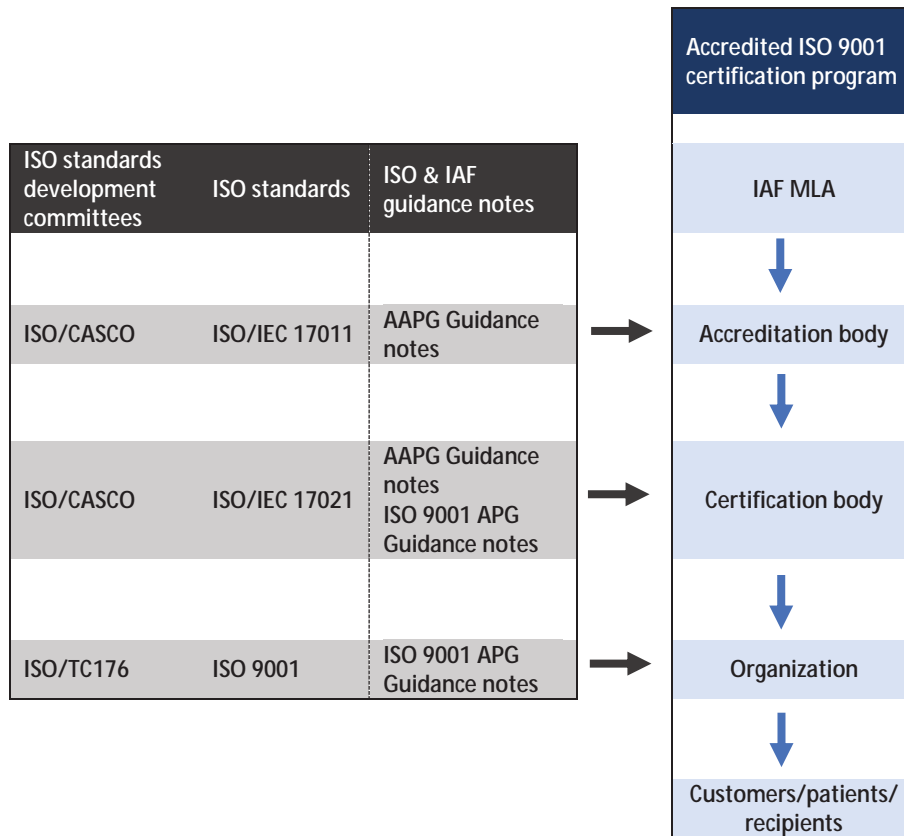 Accredited ISO 9001
certification program
ISO standards
development
committees
ISO standards
ISO & IAF
guidance notes
IAF MLA
ISO/CASCO
ISO/IEC 17011
AAPG Guidance
notes
Accreditation body
ISO/CASCO
ISO/IEC 17021
AAPG Guidance
notes
ISO 9001 APG
Guidance notes
Certification body
ISO/TC176
ISO 9001
ISO 9001 APG
Guidance notes
Organization
Customers/patients/
recipients